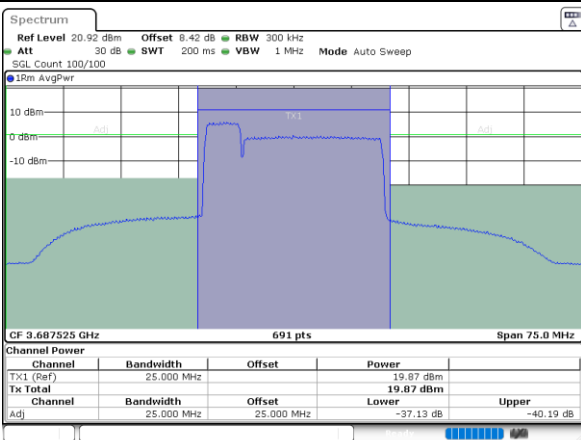 Spectrum
Ref Level 20.92 dBm Offset 8.42 dB RBW 300 kHz
Att 30 dB SWT 200 ms VBW 1 MHz Mode Auto Sweep
SGL Count 100/100
1Rm AvgPwr
10 dBm
TX1
Adj
Adj
0 dBm
-10 dBm
CF 3.687525 GHz 691 pts Span 75.0 MHz
Channel Power
Channel Bandwidth Offset Power
TX1 (Ref) 25.000 MHz 19.87 dBm
Tx Total 19.87 dBm
Channel Bandwidth Offset Lower Upper
Adj 25.000 MHz 25.000 MHz -37.13 dB -40.19 dB